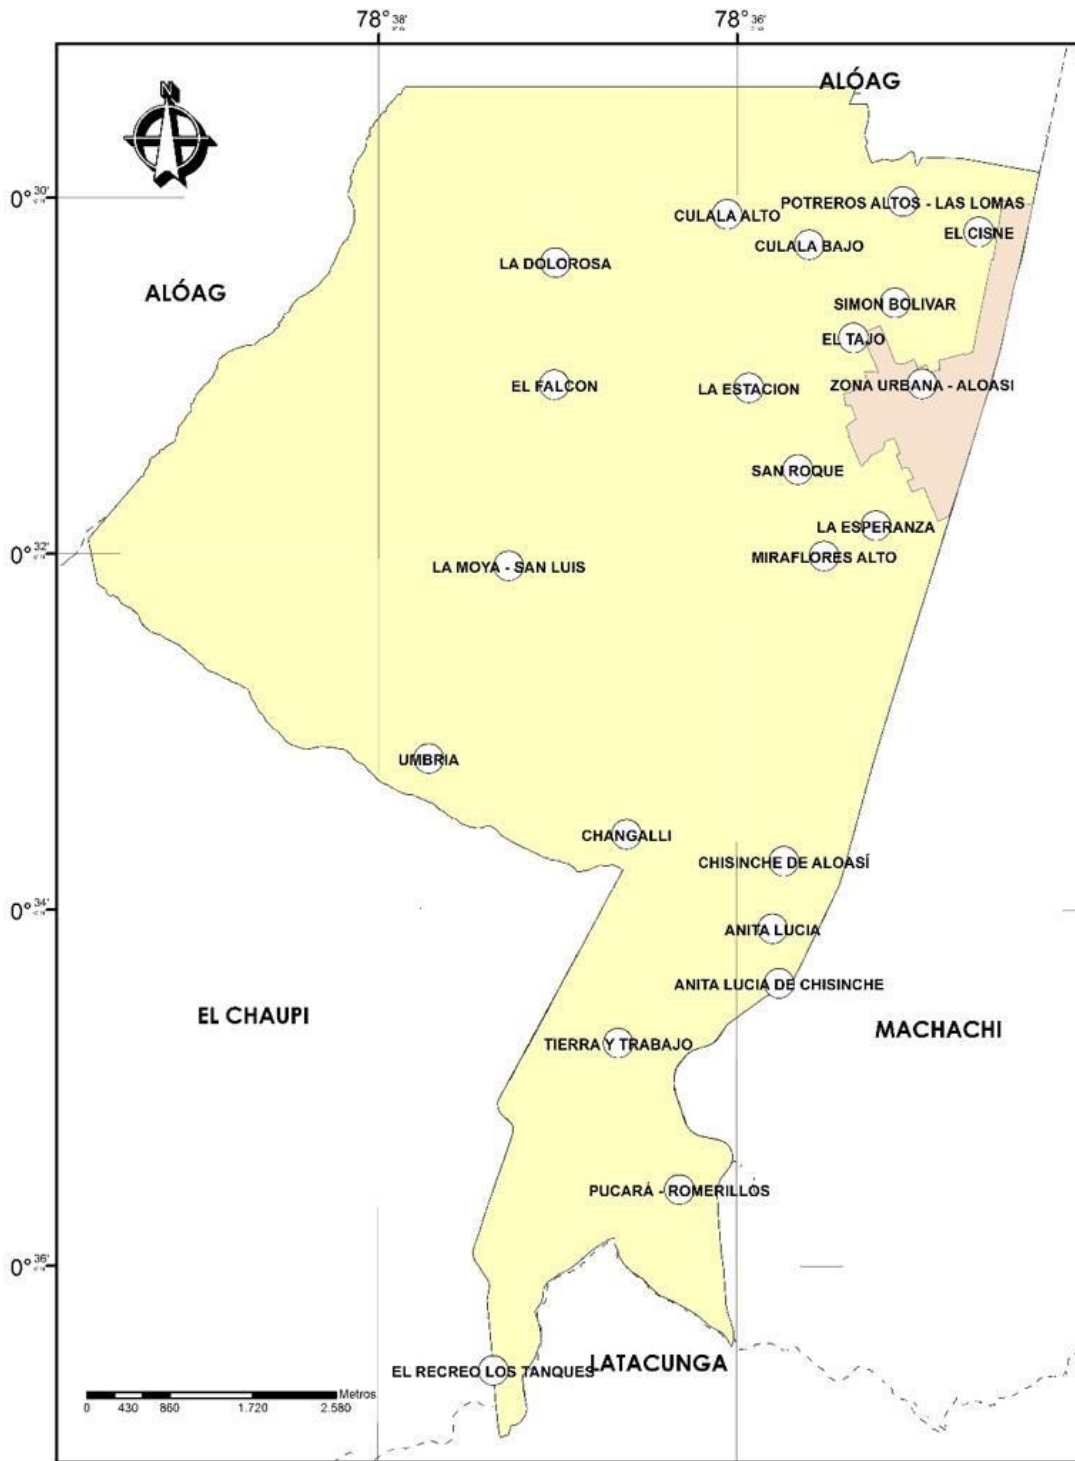 78° 38'
78° 36'
N
ALÓAG
0° 30'
POTREROS ALTOS - LAS LOMAS
CULALA ALTO
EL CISNE
CULALA BAJO
LA DOLOROSA
ALÓAG
SIMON BOLIVAR
EL TAJO
EL FALCON
LA ESTACION
ZONA URBANA - ALOASI
SAN ROQUE
LA ESPERANZA
0° 32'
MIRAFLORES ALTO
LA MOYA - SAN LUIS
UMBRIA
CHANGALLI
CHISINCHE DE ALOASÍ
0° 34'
ANITA LUCIA
ANITA LUCIA DE CHISINCHE
EL CHAUPI
MACHACHI
TIERRA Y TRABAJO
PUCARÁ - ROMERILLOS
0° 36'
LATACUNGA
EL RECREO LOS TANQUES
Metros
0 430 860 1.720 2.580